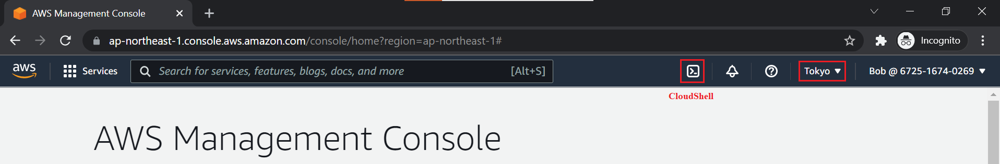 AWS Management Console
ap-northeast-1.console.aws.amazon.com/console/home?region=ap-northeast-1#
Incognito
aws
Services
Search for services, features, blogs, docs, and more
[Alt+S]
Tokyo
Bob @ 6725-1674-0269
CloudShell
AWS Management Console